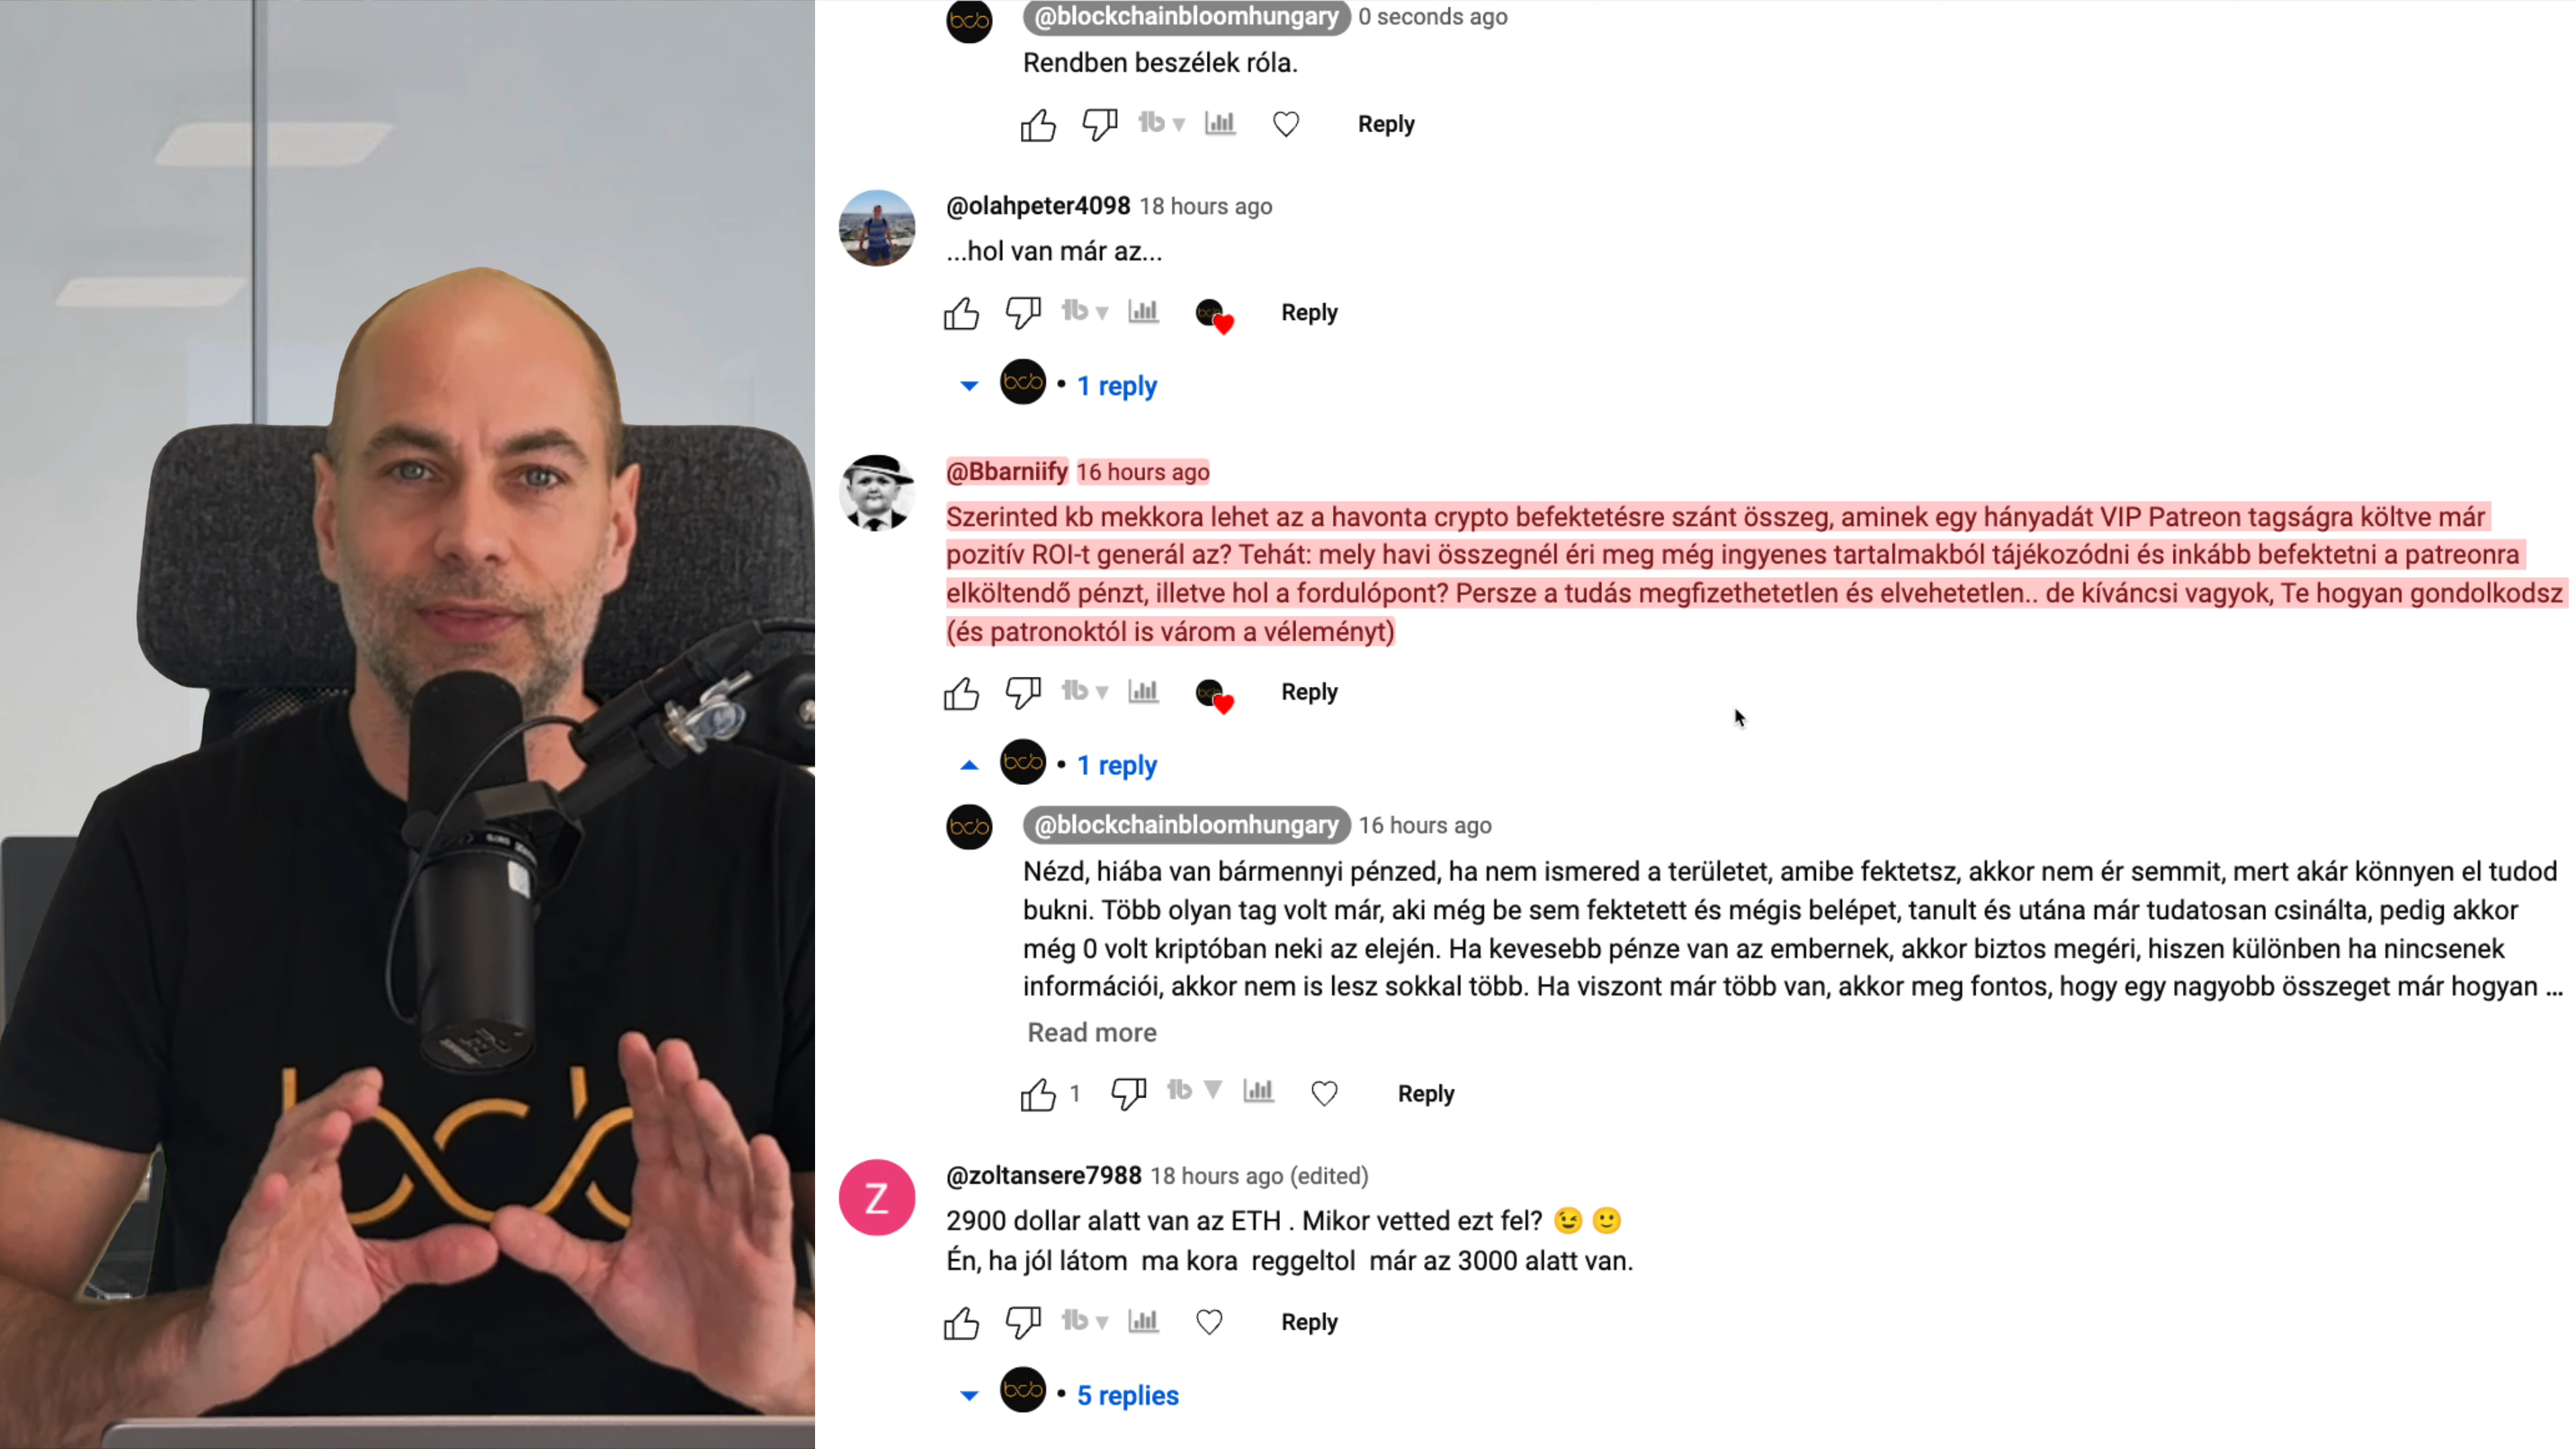 bcb
@blockchainbloomhungary 0 seconds ago
Rendben beszélek róla.
Reply
@olahpeter4098 18 hours ago
...hol van már az...
Reply
bcb • 1 reply
@Bbarniify 16 hours ago
Szerinted kb mekkora lehet az a havonta crypto befektetésre szánt összeg, aminek egy hányadát VIP Patreon tagságra költve már
pozitív ROI-t generál az? Tehát: mely havi összegnél éri meg még ingyenes tartalmakból tájékozódni és inkább befektetni a patreonra
elköltendő pénzt, illetve hol a fordulópont? Persze a tudás megfizethetetlen és elvehetetlen.. de kíváncsi vagyok, Te hogyan gondolkodsz
(és patronoktól is várom a véleményt)
Reply
bcb • 1 reply
bcb
@blockchainbloomhungary 16 hours ago
Nézd, hiába van bármennyi pénzed, ha nem ismered a területet, amibe fektetsz, akkor nem ér semmit, mert akár könnyen el tudod
bukni. Több olyan tag volt már, aki még be sem fektetett és mégis belépet, tanult és utána már tudatosan csinálta, pedig akkor
még 0 volt kriptóban neki az elején. Ha kevesebb pénze van az embernek, akkor biztos megéri, hiszen különben ha nincsenek
információi, akkor nem is lesz sokkal több. Ha viszont már több van, akkor meg fontos, hogy egy nagyobb összeget már hogyan ...
Read more
1 Reply
Z
@zoltansere7988 18 hours ago (edited)
2900 dollar alatt van az ETH . Mikor vetted ezt fel? 😉 🙂
Én, ha jól látom ma kora reggeltol már az 3000 alatt van.
Reply
bcb • 5 replies
bcb